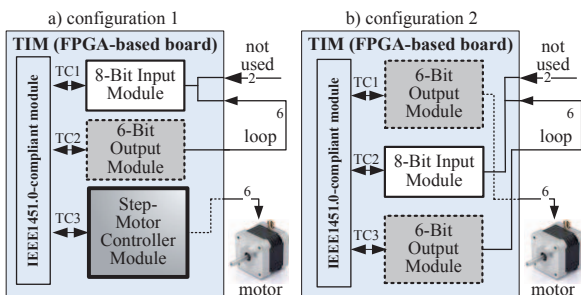 a) configuration 1
TIM (FPGA-based board)
IEEE1451.0-compliant module
TC1
8-Bit Input
Module
not
used
2
6
TC2
6-Bit
Output
Module
loop
TC3
Step-
Motor
Controller
Module
6
motor
b) configuration 2
TIM (FPGA-based board)
IEEE1451.0-compliant module
TC1
6-Bit
Output
Module
not
used
2
6
TC2
8-Bit Input
Module
loop
TC3
6-Bit
Output
Module
6
motor